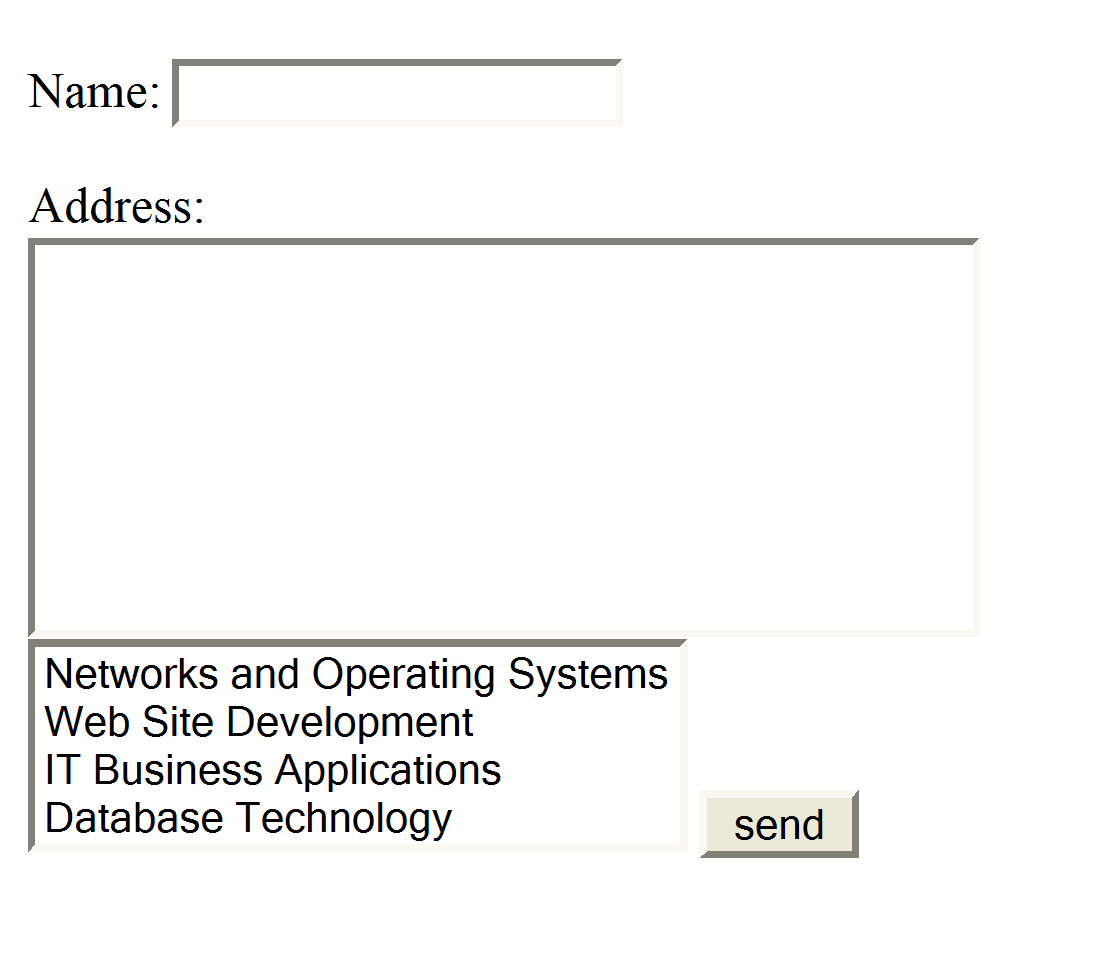 Name:
Address:
Networks and Operating Systems
Web Site Development
IT Business Applications
Database Technology
send